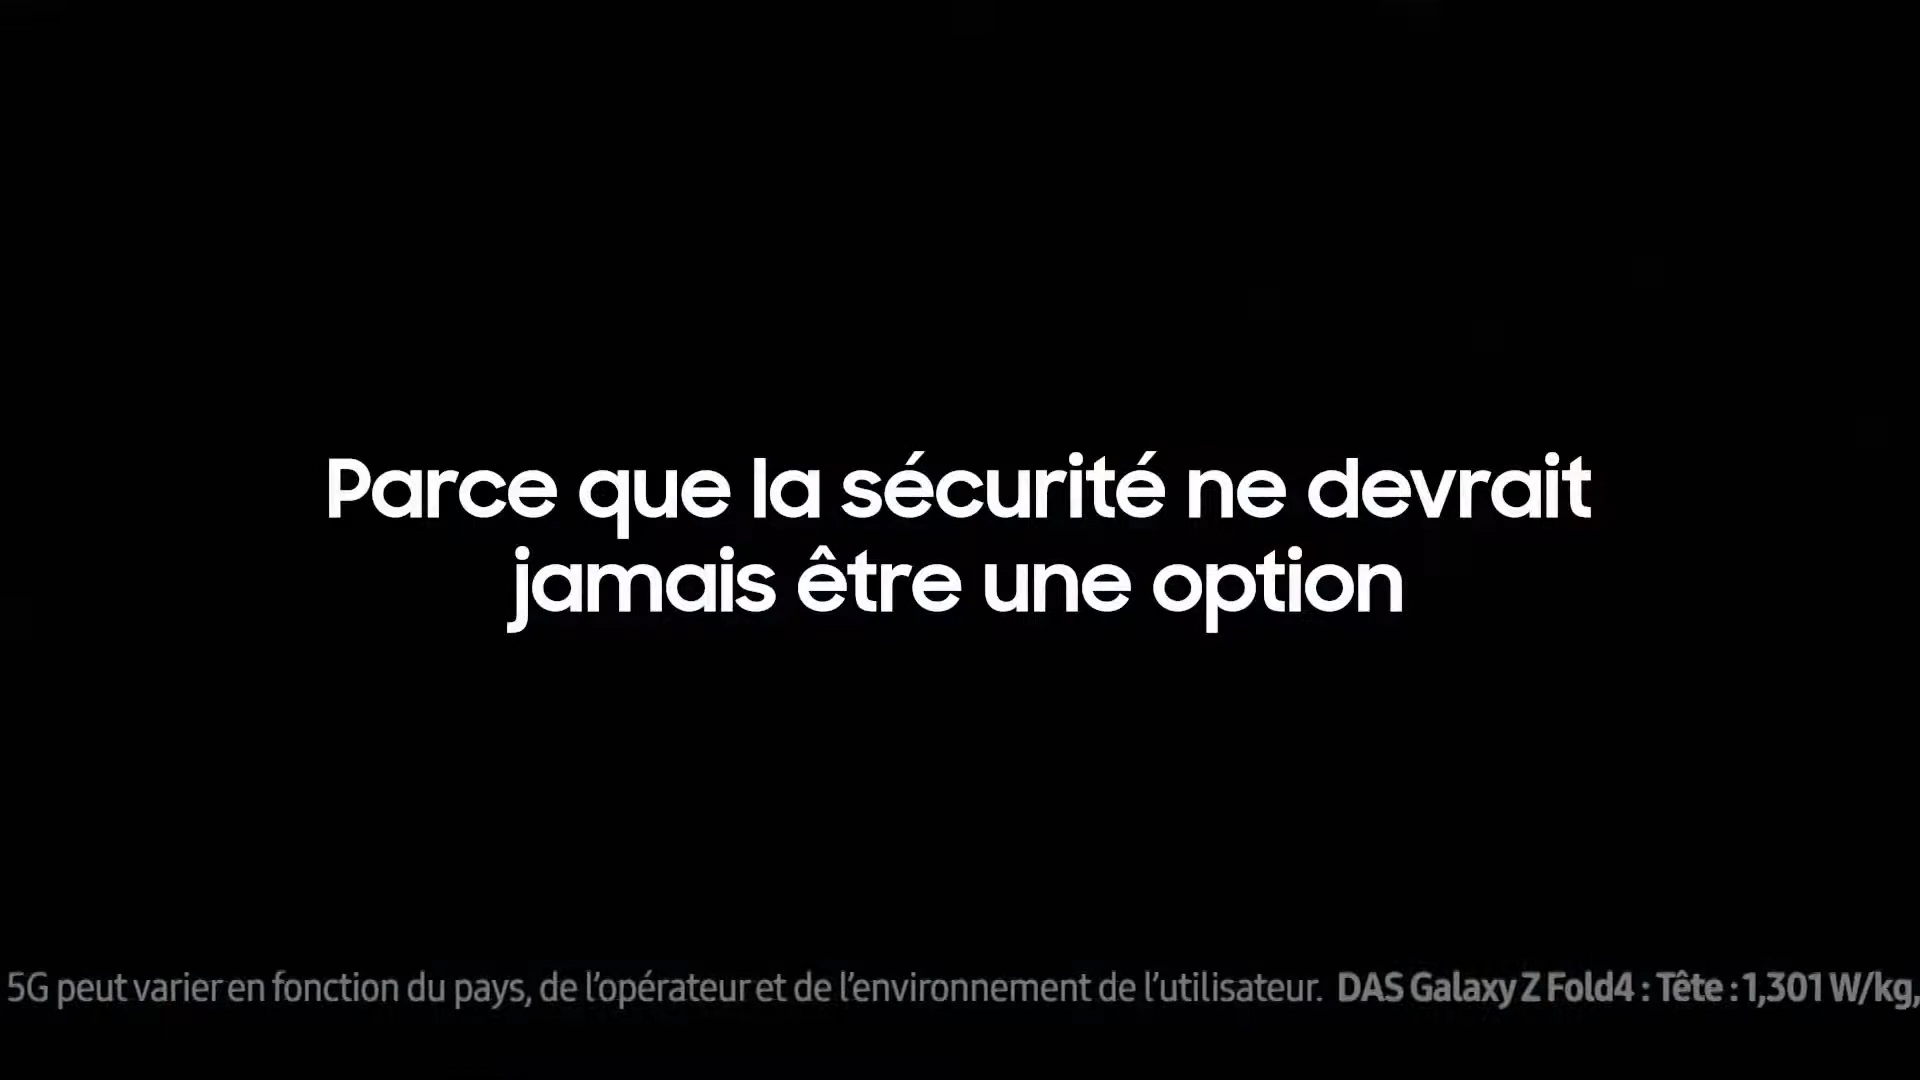 Parce que la sécurité ne devrait
jamais être une option
5G peut varier en fonction du pays, de l’opérateur et de l’environnement de l’utilisateur. DAS Galaxy Z Fold4 : Tête : 1,301 W/kg,